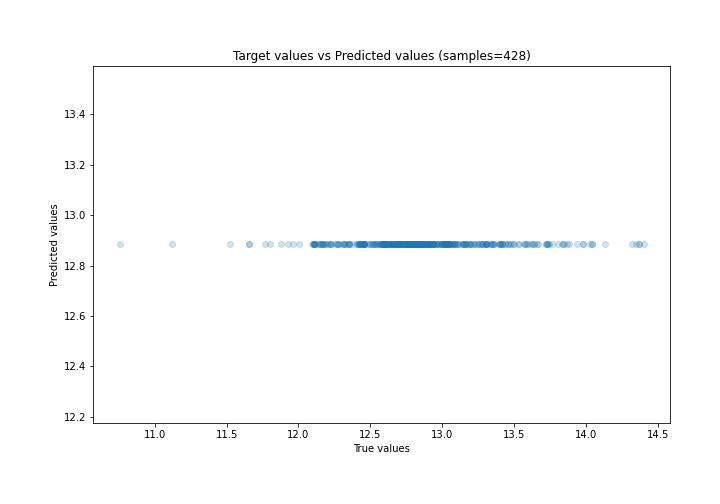 Target values vs Predicted values (samples=428)
Predicted values
13.4
13.2
13.0
12.8
12.6
12.4
12.2
11.0 11.5 12.0 12.5 13.0 13.5 14.0 14.5
True values